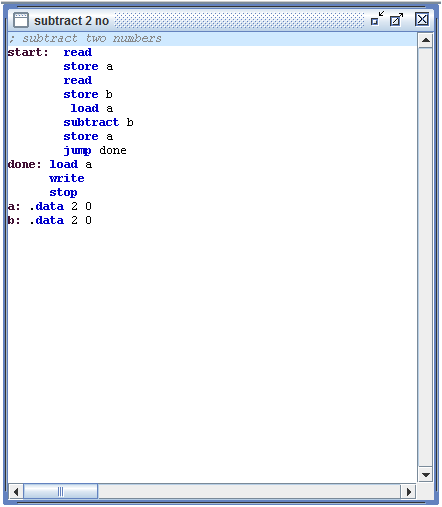 subtract 2 no
; subtract two numbers
start: read
store a
read
store b
load a
subtract b
store a
jump done
done: load a
write
stop
a: .data 2 0
b: .data 2 0